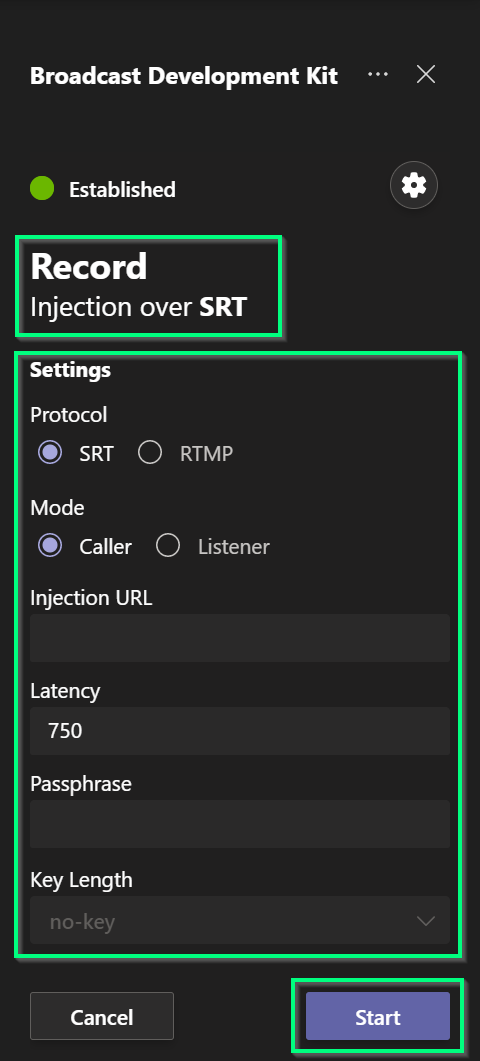 Broadcast Development Kit
Established
Record
Injection over SRT
Settings
Protocol
SRT RTMP
Mode
Caller Listener
Injection URL
Latency
750
Passphrase
Key Length
no-key
Cancel Start